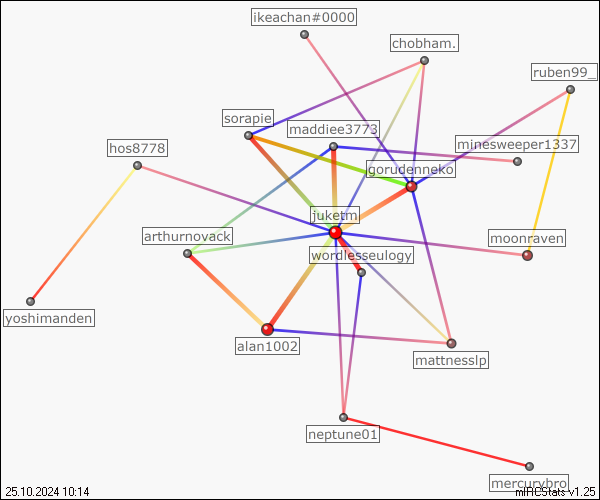 ikeachan#0000
chobham.
ruben99_
sorapie
maddiee3773
minesweeper1337
hos8778
gorudenneko
juketm
arthurnovack
moonraven
wordlesseulogy
yoshimanden
alan1002
mattnesslp
neptune01
mercurybro
25.10.2024 10:14
mIRCStats v1.25